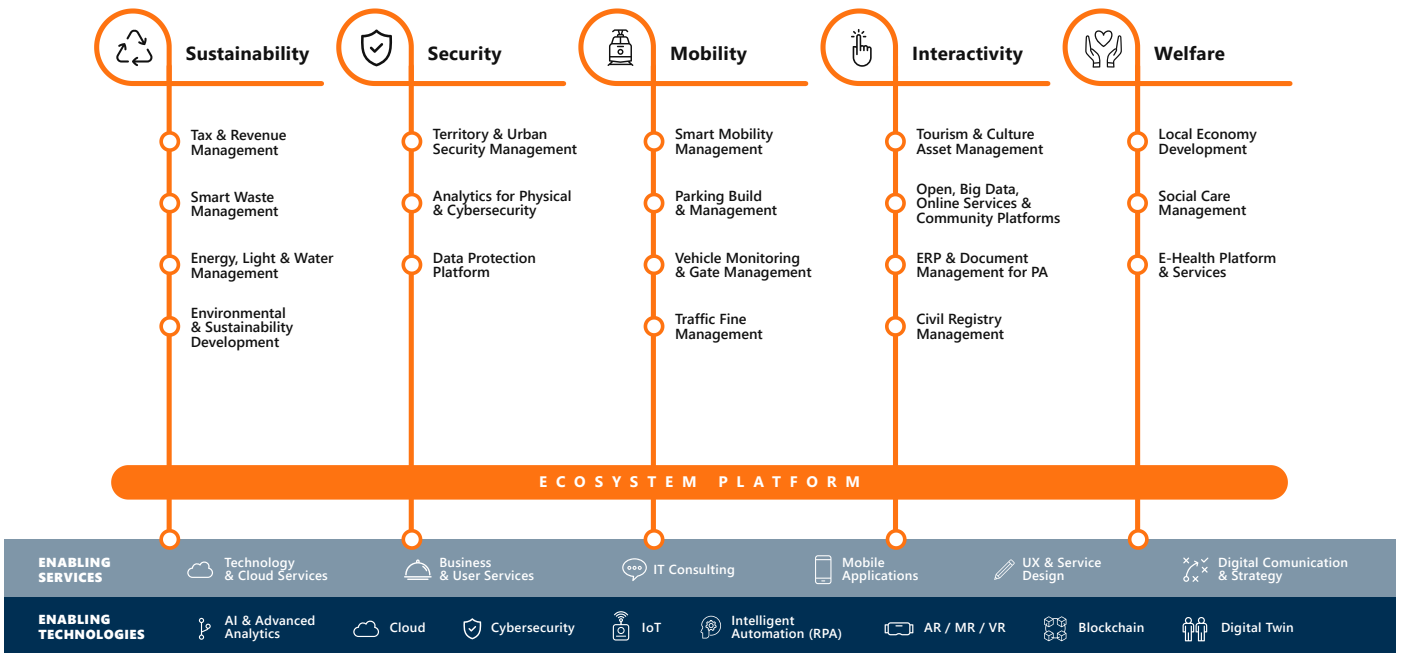 Sustainability
Tax & Revenue
Management
Smart Waste
Management
Energy, Light & Water
Management
Environmental
& Sustainability
Development
Security
Territory & Urban
Security Management
Analytics for Physical
& Cybersecurity
Data Protection
Platform
Mobility
Smart Mobility
Management
Parking Build
& Management
Vehicle Monitoring
& Gate Management
Traffic Fine
Management
Interactivity
Tourism & Culture
Asset Management
Open, Big Data,
Online Services &
Community Platforms
ERP & Document
Management for PA
Civil Registry
Management
Welfare
Local Economy
Development
Social Care
Management
E-Health Platform
& Services
ECOSYSTEM PLATFORM
ENABLING
SERVICES
Technology
& Cloud Services
Business
& User Services
IT Consulting
Mobile
Applications
UX & Service
Design
Digital Comunication
& Strategy
ENABLING
TECHNOLOGIES
AI & Advanced
Analytics
Cloud
Cybersecurity
IoT
Intelligent
Automation (RPA)
AR / MR / VR
Blockchain
Digital Twin